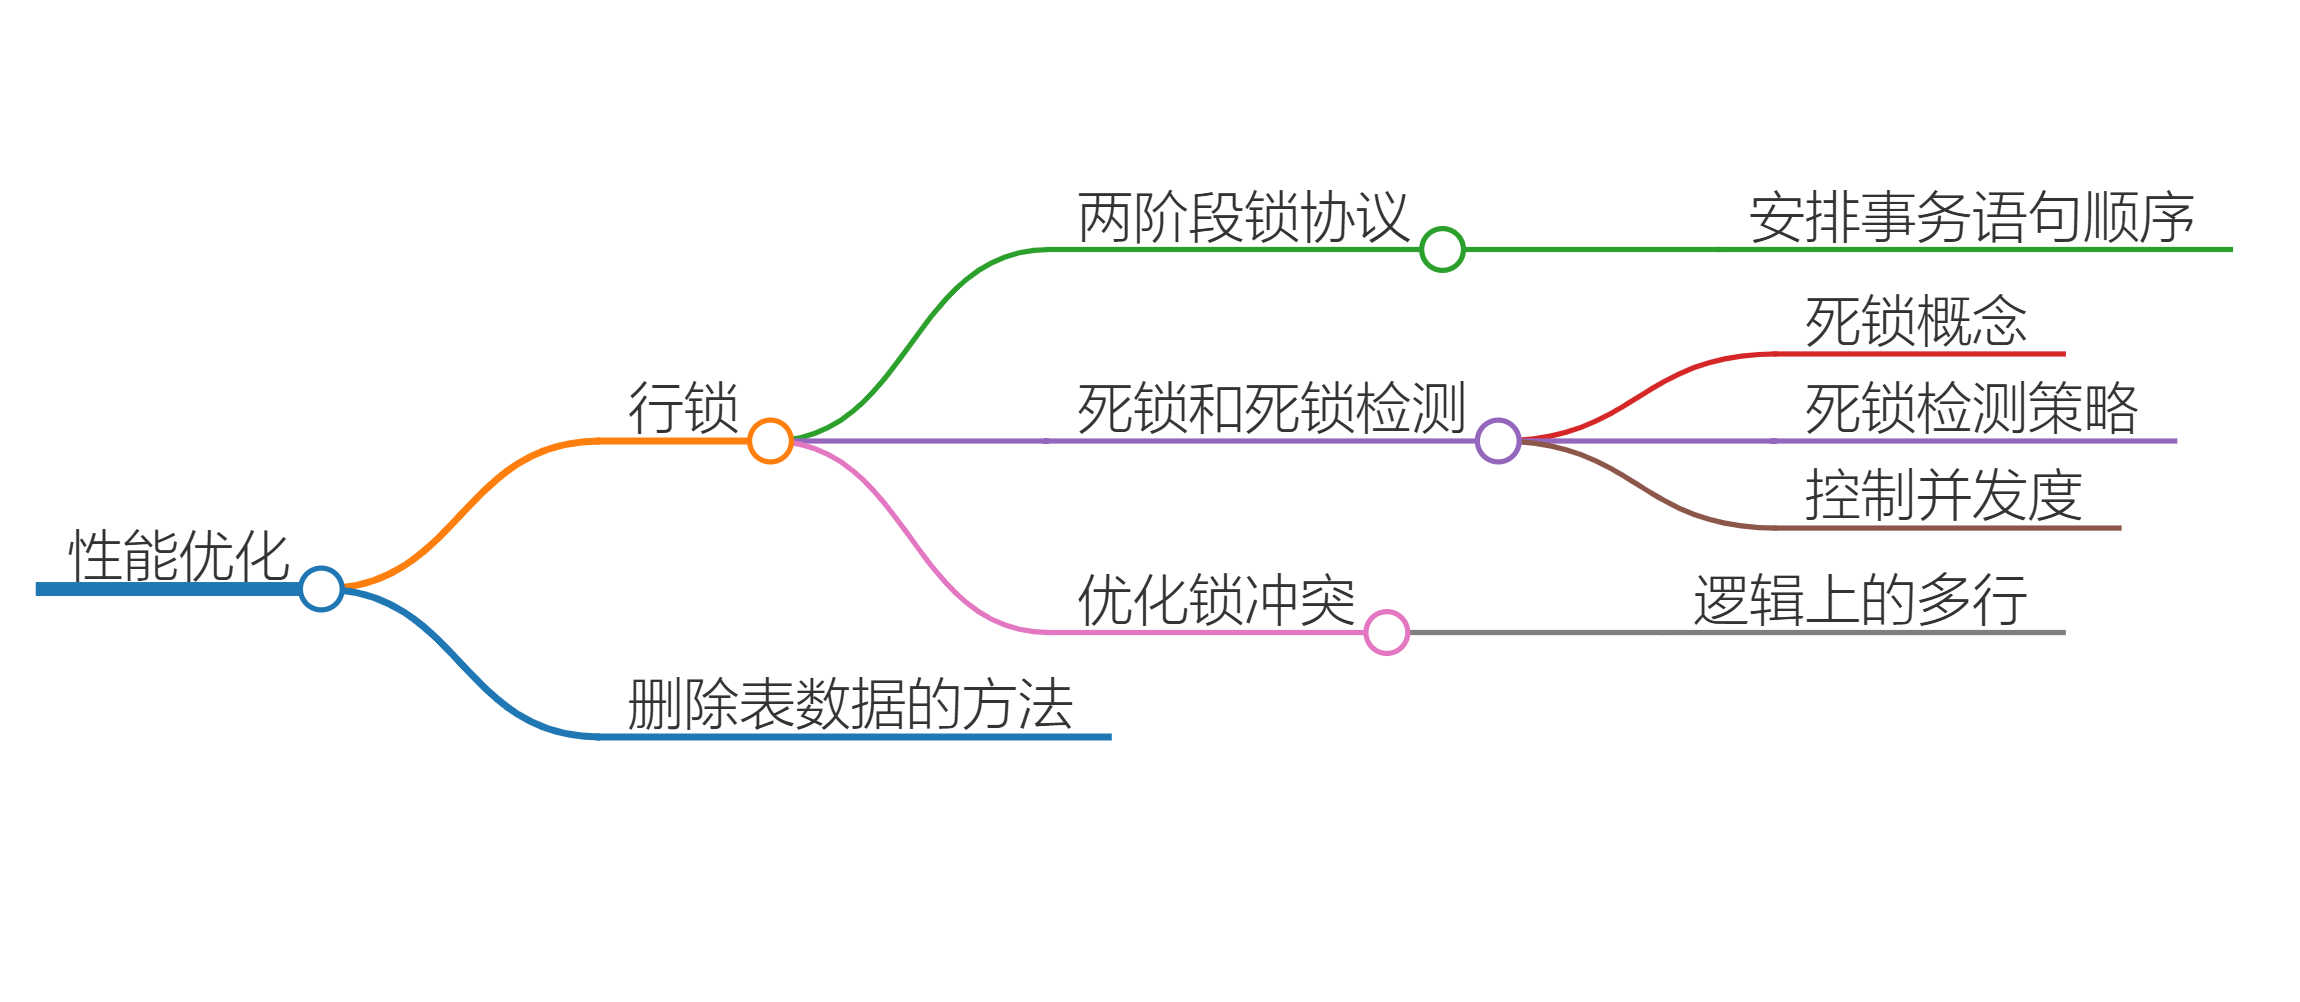 性能优化
行锁
两阶段锁协议
安排事务语句顺序
死锁和死锁检测
死锁概念
死锁检测策略
控制并发度
优化锁冲突
逻辑上的多行
删除表数据的方法